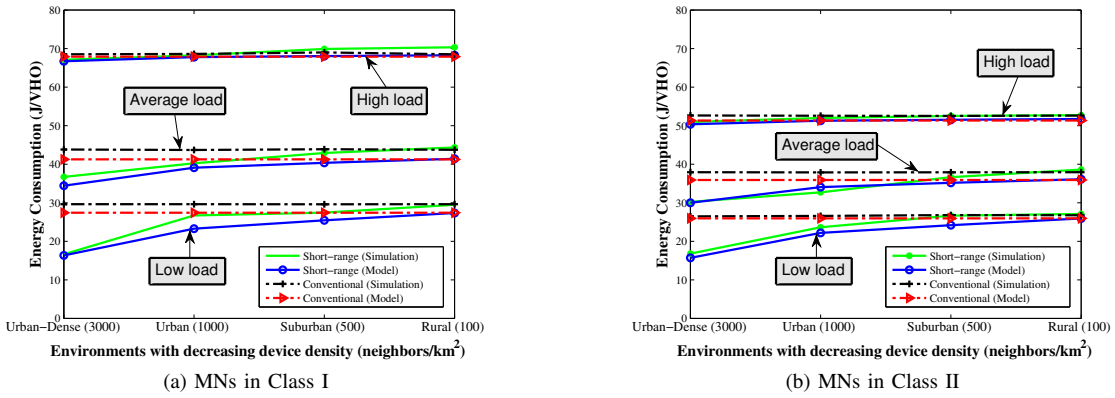 80
70
60
50
40
30
20
10
0
Energy Consumption (J/VHO)
Average load
High load
Low load
Short−range (Simulation)
Short−range (Model)
Conventional (Simulation)
Conventional (Model)
Urban−Dense (3000) Urban (1000) Suburban (500) Rural (100)
Environments with decreasing device density (neighbors/km²)
(a) MNs in Class I
80
70
60
50
40
30
20
10
0
Energy Consumption (J/VHO)
High load
Average load
Low load
Short−range (Simulation)
Short−range (Model)
Conventional (Simulation)
Conventional (Model)
Urban−Dense (3000) Urban (1000) Suburban (500) Rural (100)
Environments with decreasing device density (neighbors/km²)
(b) MNs in Class II